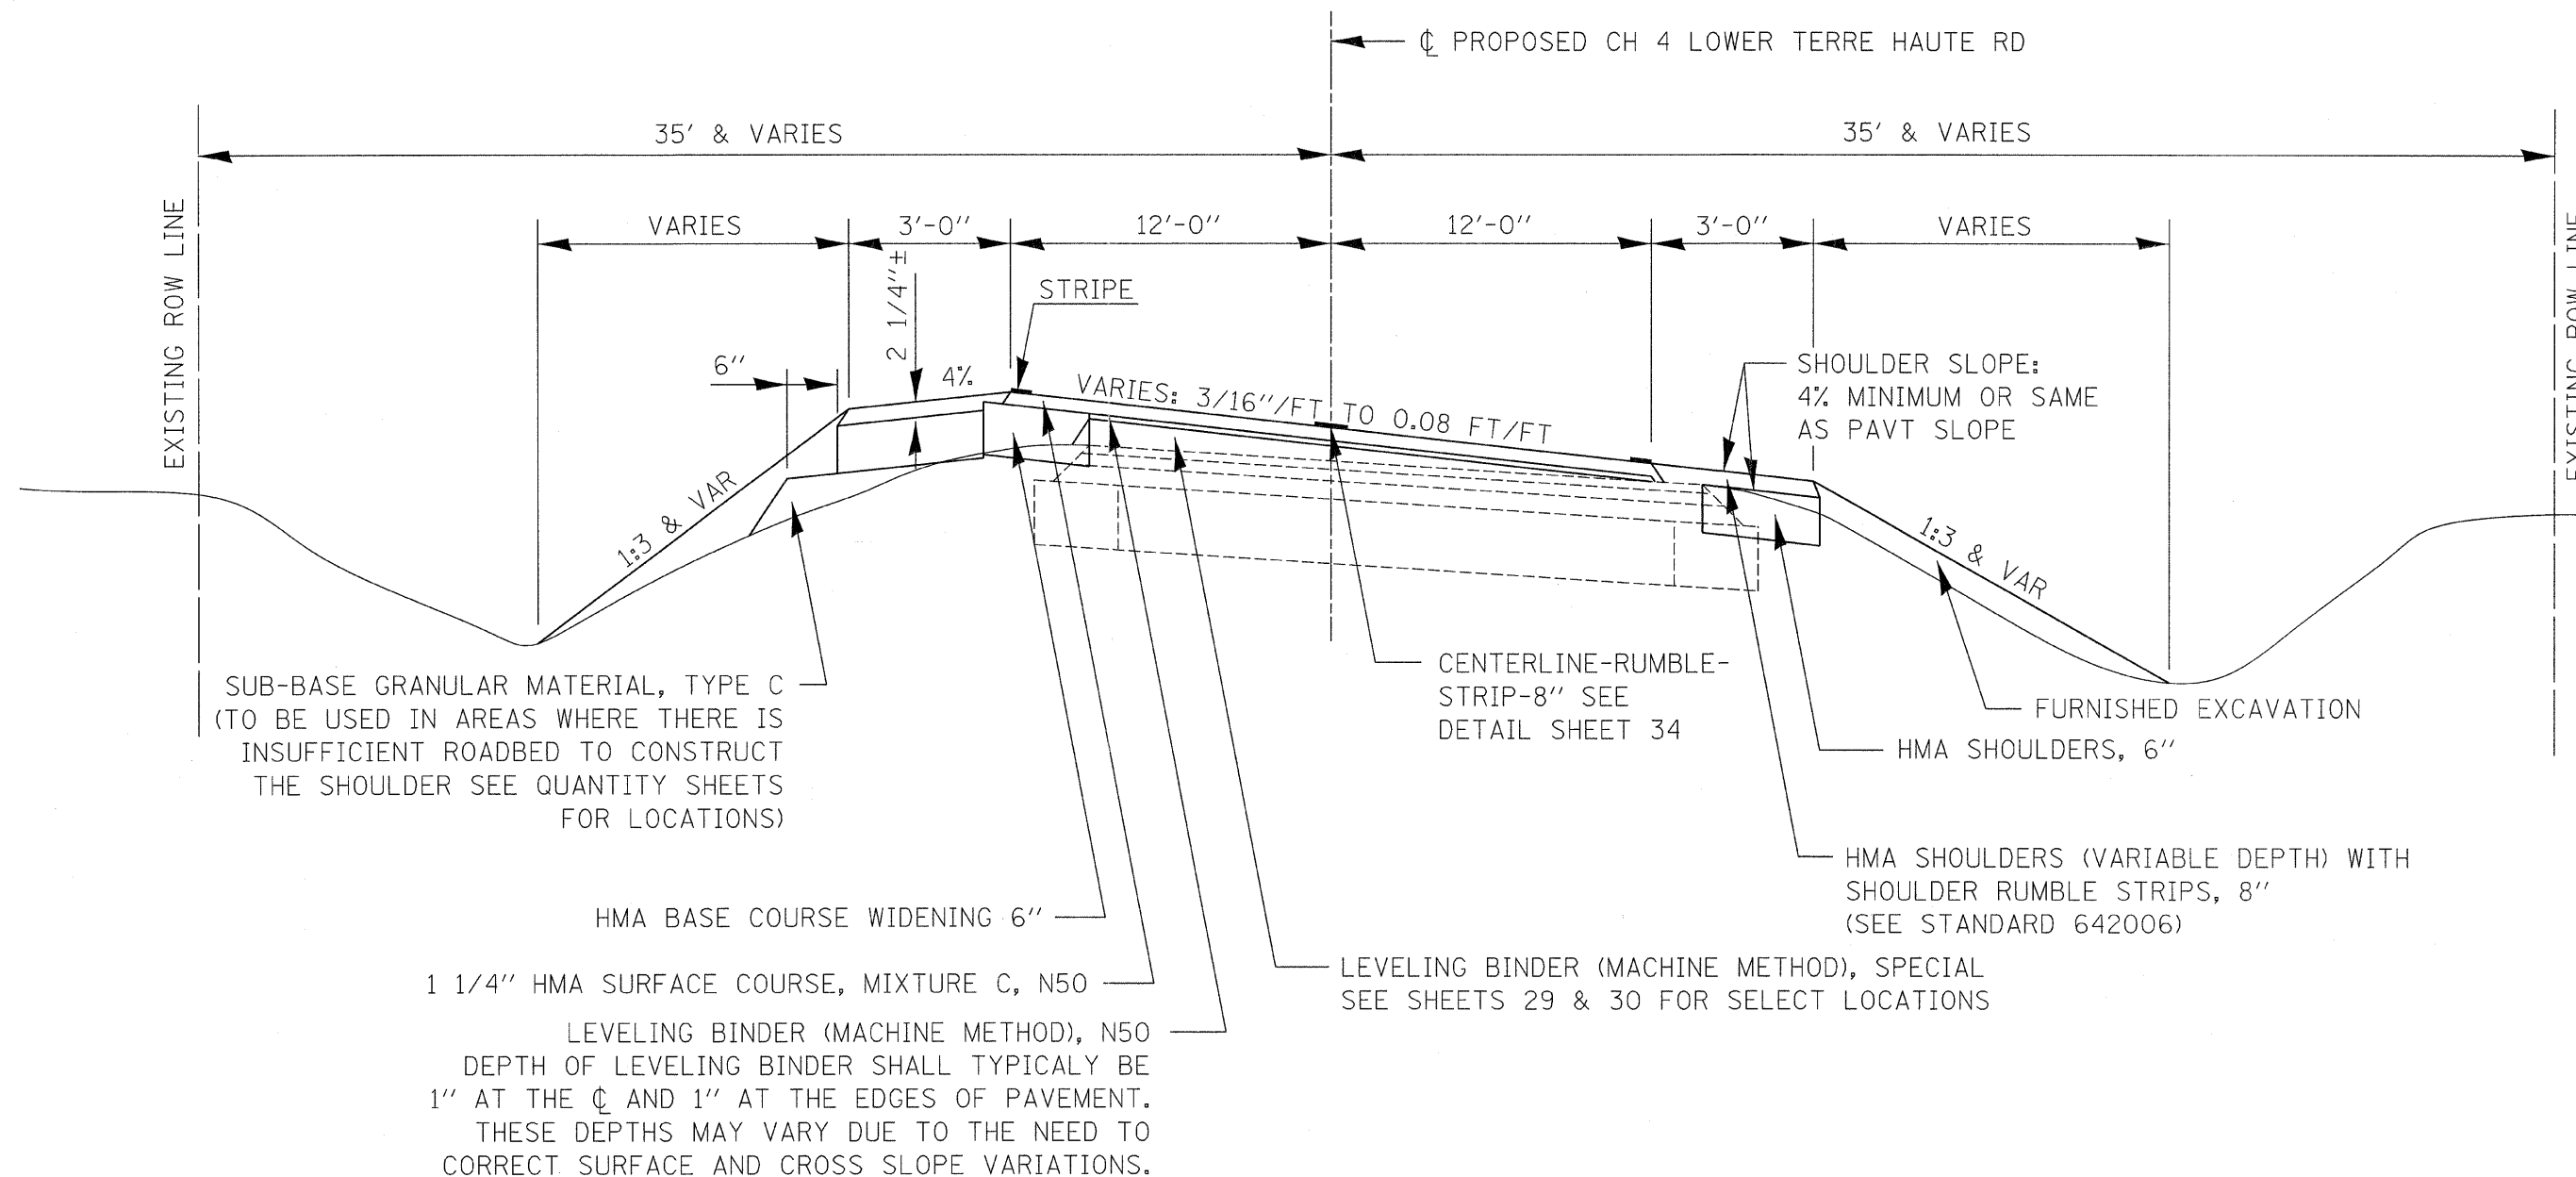 ℄ PROPOSED CH 4 LOWER TERRE HAUTE RD
35' & VARIES
35' & VARIES
EXISTING ROW LINE
VARIES
3'-0"
12'-0"
12'-0"
3'-0"
VARIES
EXISTING ROW LINE
2 1/4"±
STRIPE
6"
4%
VARIES: 3/16"/FT TO 0.08 FT/FT
SHOULDER SLOPE:
4% MINIMUM OR SAME
AS PAVT SLOPE
1:3 & VAR
1:3 & VAR
SUB-BASE GRANULAR MATERIAL, TYPE C
(TO BE USED IN AREAS WHERE THERE IS
INSUFFICIENT ROADBED TO CONSTRUCT
THE SHOULDER SEE QUANTITY SHEETS
FOR LOCATIONS)
CENTERLINE-RUMBLE-
STRIP-8" SEE
DETAIL SHEET 34
FURNISHED EXCAVATION
HMA SHOULDERS, 6"
HMA SHOULDERS (VARIABLE DEPTH) WITH
SHOULDER RUMBLE STRIPS, 8"
(SEE STANDARD 642006)
HMA BASE COURSE WIDENING 6"
1 1/4" HMA SURFACE COURSE, MIXTURE C, N50
LEVELING BINDER (MACHINE METHOD), SPECIAL
SEE SHEETS 29 & 30 FOR SELECT LOCATIONS
LEVELING BINDER (MACHINE METHOD), N50
DEPTH OF LEVELING BINDER SHALL TYPICALY BE
1" AT THE ℄ AND 1" AT THE EDGES OF PAVEMENT.
THESE DEPTHS MAY VARY DUE TO THE NEED TO
CORRECT SURFACE AND CROSS SLOPE VARIATIONS.